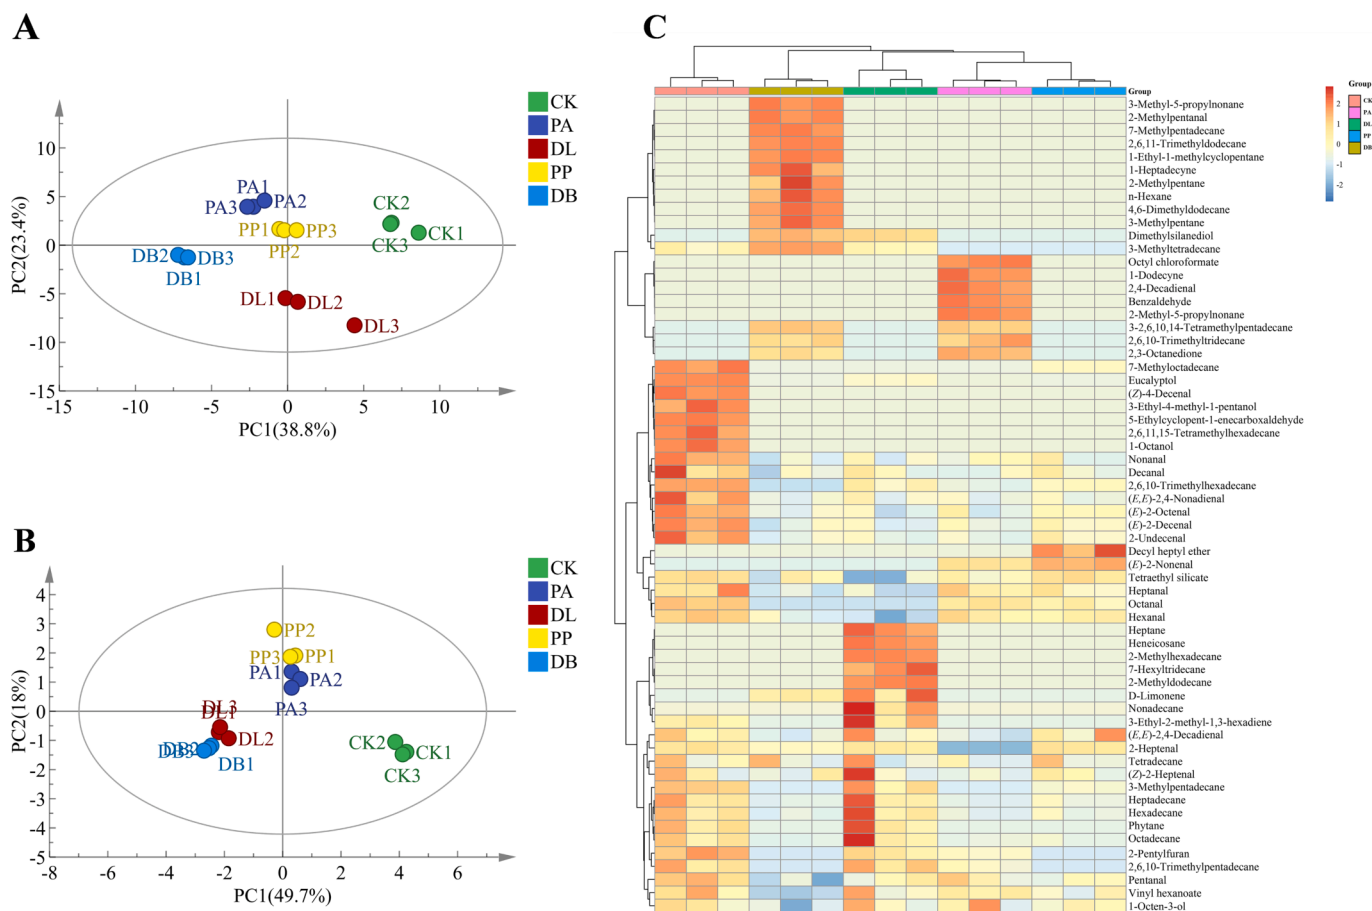 A
CK
PA
DL
PP
DB
10
5
0
-5
-10
-15
PC2(23.4%)
PA1
PA2
PA3
PP1
PP3
PP2
CK2
CK1
CK3
DB2
DB3
DB1
DL1
DL2
DL3
-15
-10
-5
0
5
10
PC1(38.8%)
B
CK
PA
DL
PP
DB
4
3
2
1
0
-1
-2
-3
-4
-5
PC2(18%)
PP2
PP3
PP1
PA1
PA2
PA3
DL3
DL1
DL2
DB2
DB3
DB1
CK2
CK1
CK3
-8
-6
-4
-2
0
2
4
6
8
PC1(49.7%)
C
Group
3-Methyl-5-propylnonane
2-Methylpentanal
7-Methylpentadecane
2,6,11-Trimethyldodecane
1-Ethyl-1-methylcyclopentane
1-Heptadecyne
2-Methylpentane
n-Hexane
4,6-Dimethyldodecane
3-Methylpentane
Dimethylsilanediol
3-Methyltetradecane
Octyl chloroformate
1-Dodecyne
2,4-Decadienal
Benzaldehyde
2-Methyl-5-propylnonane
3-2,6,10,14-Tetramethylpentadecane
2,6,10-Trimethyltridecane
2,3-Octanedione
7-Methyloctadecane
Eucalyptol
(Z)-4-Decenal
3-Ethyl-4-methyl-1-pentanol
5-Ethylcyclopent-1-enecarboxaldehyde
2,6,11,15-Tetramethylhexadecane
1-Octanol
Nonanal
Decanal
2,6,10-Trimethylhexadecane
(E,E)-2,4-Nonadienal
(E)-2-Octenal
(E)-2-Decenal
2-Undecenal
Decyl heptyl ether
(E)-2-Nonenal
Tetraethyl silicate
Heptanal
Octanal
Hexanal
Heptane
Heneicosane
2-Methylhexadecane
7-Hexyltridecane
2-Methyldodecane
D-Limonene
Nonadecane
3-Ethyl-2-methyl-1,3-hexadiene
(E,E)-2,4-Decadienal
2-Heptenal
Tetradecane
(Z)-2-Heptenal
3-Methylpentadecane
Heptadecane
Hexadecane
Phytane
Octadecane
2-Pentylfuran
2,6,10-Trimethylpentadecane
Pentanal
Vinyl hexanoate
1-Octen-3-ol
2
1
0
-1
-2
Group
CK
PA
DL
PP
DB